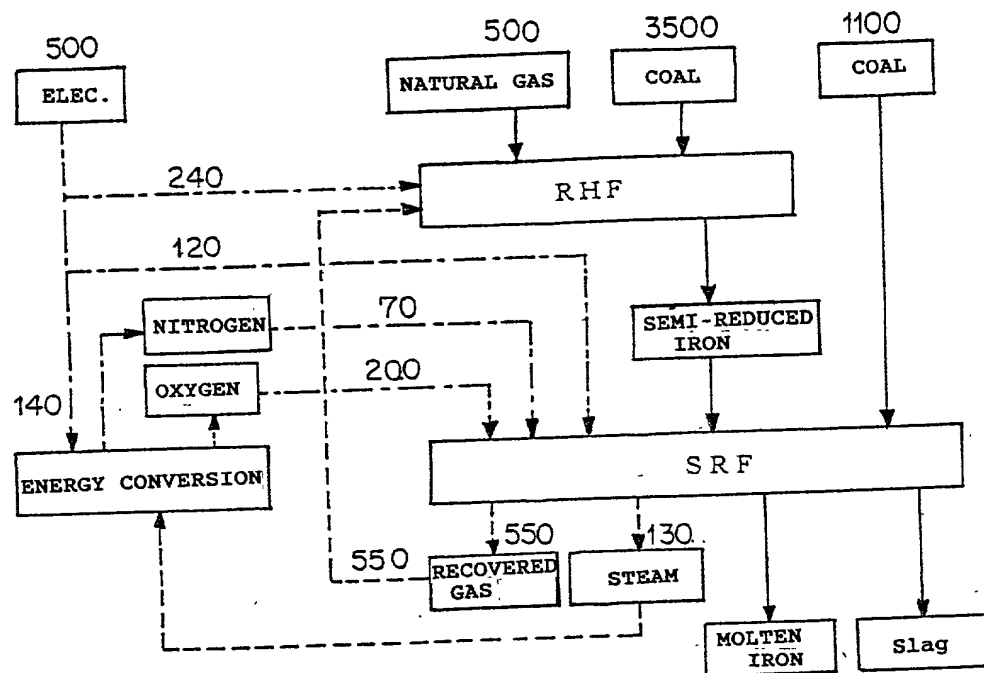 500
3500
1100
500
ELEC.
NATURAL GAS
COAL
COAL
240
RHF
120
NITROGEN
70
SEMI-REDUCED
IRON
OXYGEN
200
140
ENERGY CONVERSION
SRF
550
550
130
RECOVERED
GAS
STEAM
MOLTEN
IRON
Slag